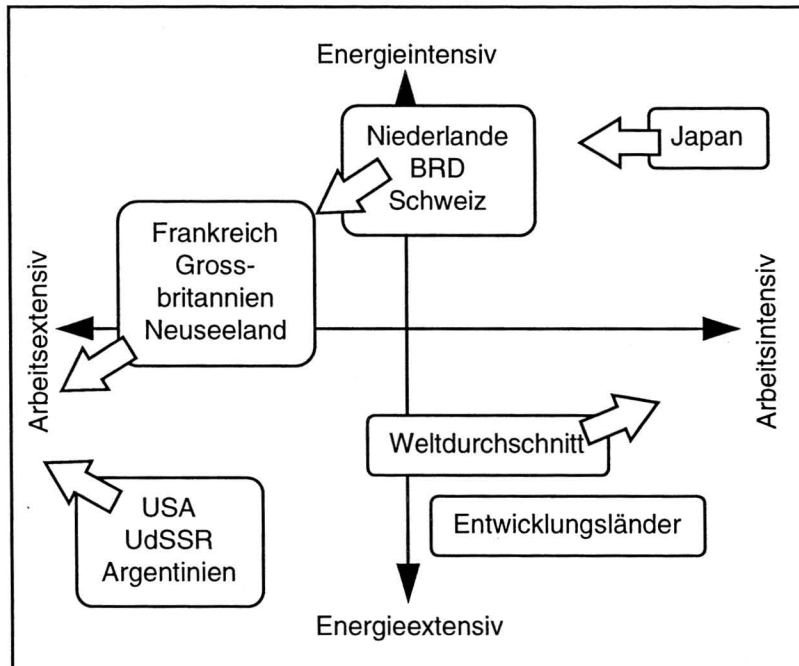 Energieintensiv
Niederlande
BRD
Schweiz
Japan
Frankreich
Gross-
britannien
Neuseeland
Arbeitsextensiv
Arbeitsintensiv
Weltdurchschnitt
USA
UdSSR
Argentinien
Entwicklungsländer
Energieextensiv